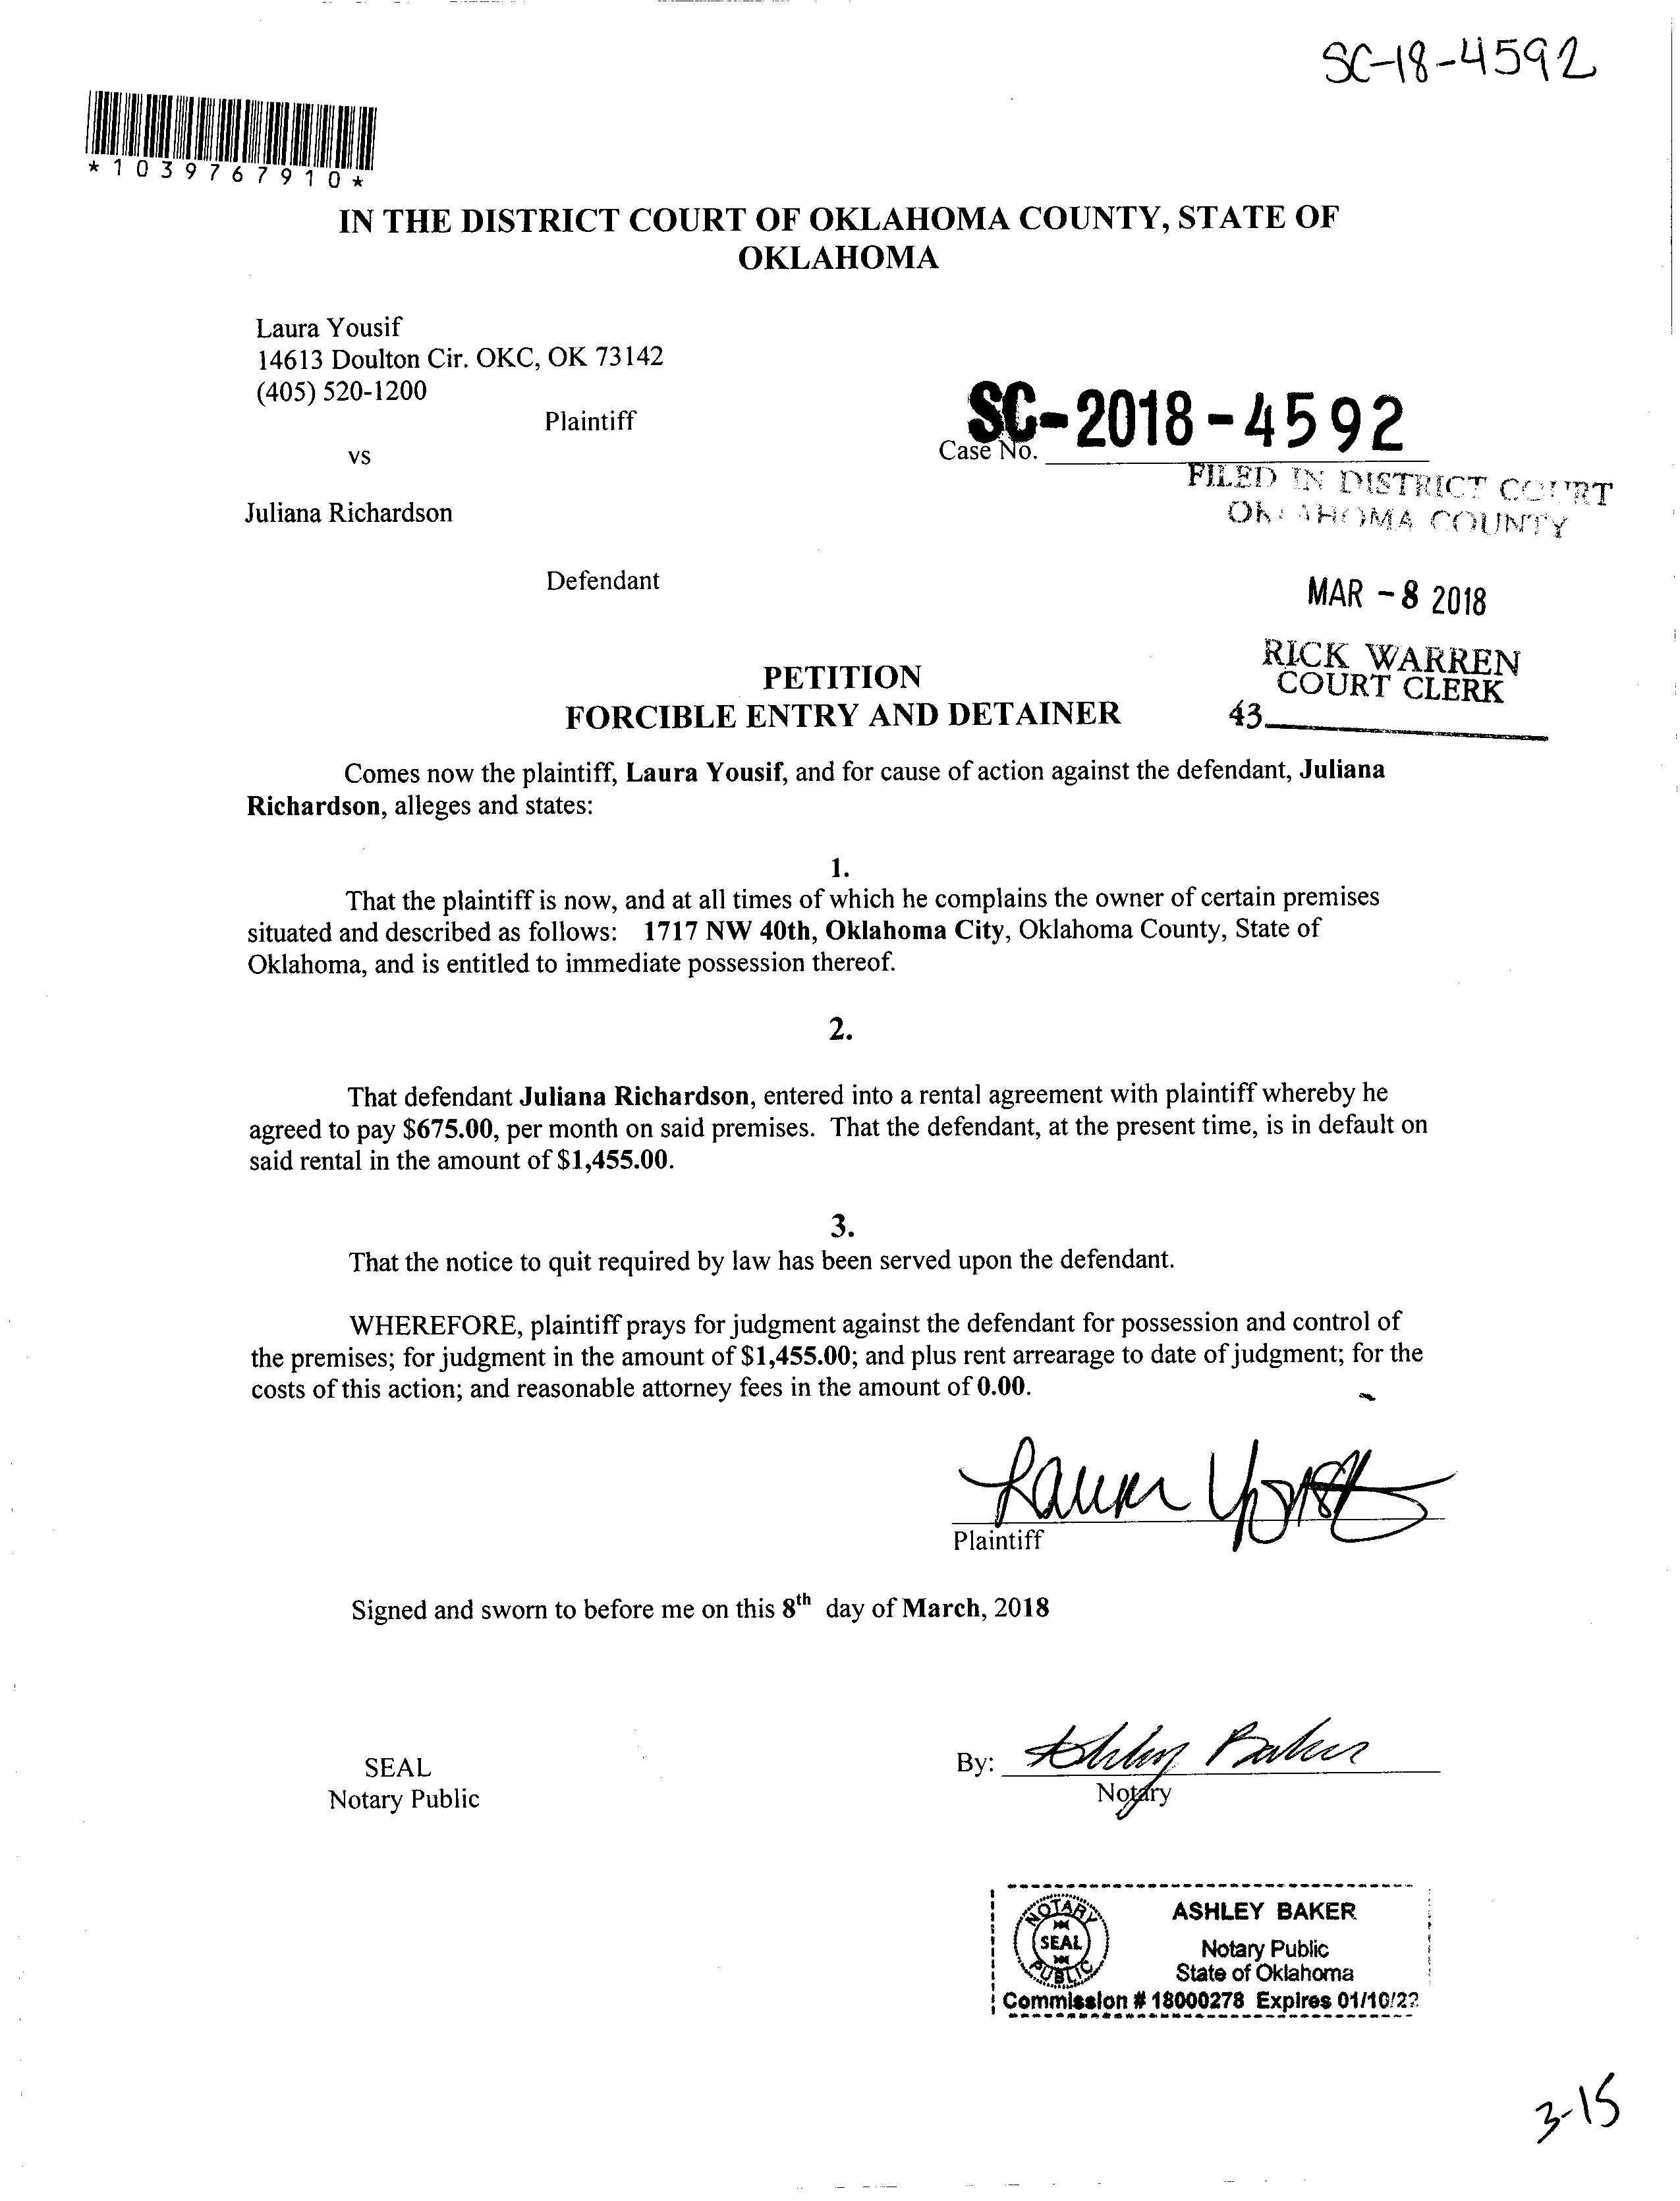 SC-18-4592
*1039767910*
IN THE DISTRICT COURT OF OKLAHOMA COUNTY, STATE OF
OKLAHOMA
Laura Yousif
14613 Doulton Cir. OKC, OK 73142
(405) 520-1200
Plaintiff
vs
Juliana Richardson
Defendant
Case No. SC-2018-4592
FILED IN DISTRICT COURT
OKLAHOMA COUNTY
MAR -8 2018
RICK WARREN
COURT CLERK
43
PETITION
FORCIBLE ENTRY AND DETAINER
Comes now the plaintiff, Laura Yousif, and for cause of action against the defendant, Juliana
Richardson, alleges and states:
1.
That the plaintiff is now, and at all times of which he complains the owner of certain premises
situated and described as follows: 1717 NW 40th, Oklahoma City, Oklahoma County, State of
Oklahoma, and is entitled to immediate possession thereof.
2.
That defendant Juliana Richardson, entered into a rental agreement with plaintiff whereby he
agreed to pay $675.00, per month on said premises. That the defendant, at the present time, is in default on
said rental in the amount of $1,455.00.
3.
That the notice to quit required by law has been served upon the defendant.
WHEREFORE, plaintiff prays for judgment against the defendant for possession and control of
the premises; for judgment in the amount of $1,455.00; and plus rent arrearage to date of judgment; for the
costs of this action; and reasonable attorney fees in the amount of 0.00.
Laura Yousif
Plaintiff
Signed and sworn to before me on this 8th day of March, 2018
SEAL
Notary Public
By: Ashley Baker
Notary
NOTARY
SEAL
PUBLIC
ASHLEY BAKER
Notary Public
State of Oklahoma
Commission # 18000278 Expires 01/10/22
3-15